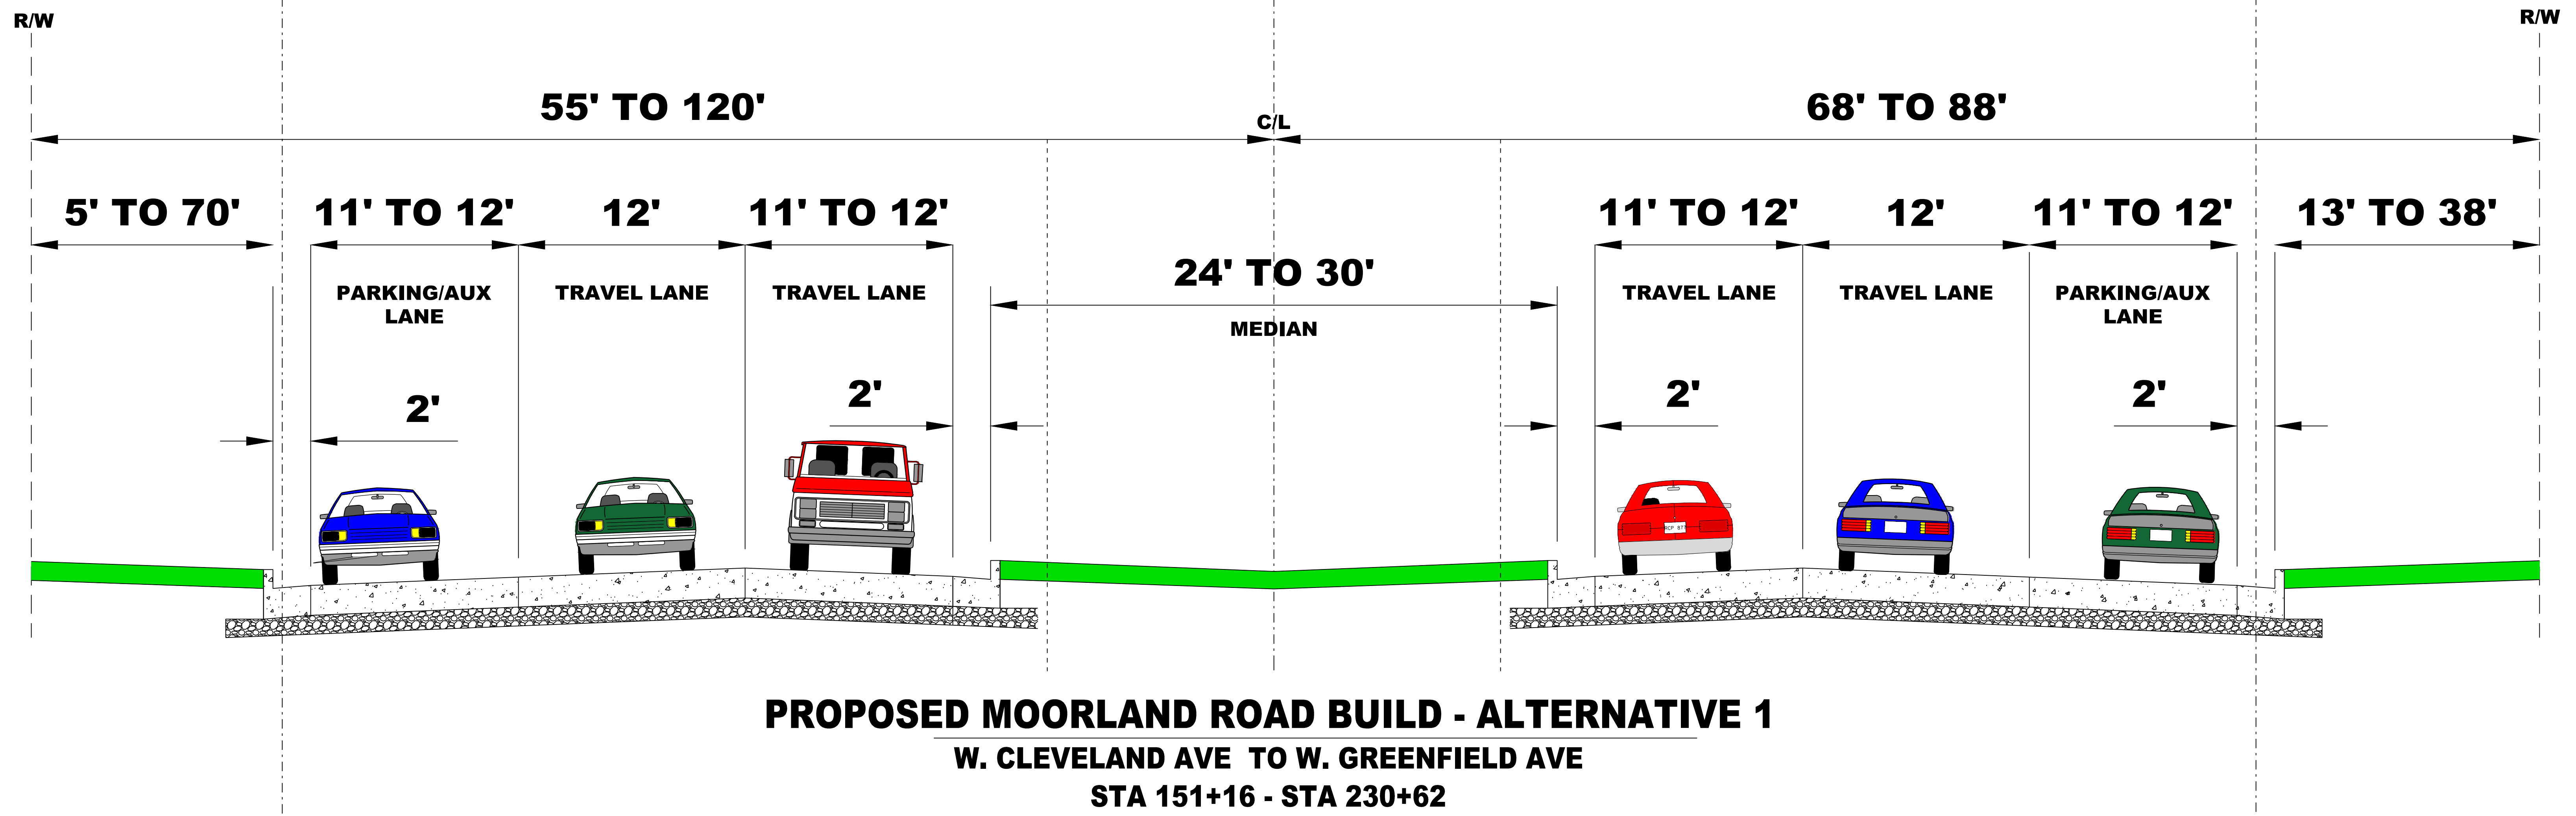 R/W
R/W
55' TO 120'
C/L
68' TO 88'
5' TO 70'
11' TO 12'
12'
11' TO 12'
11' TO 12'
12'
11' TO 12'
13' TO 38'
24' TO 30'
PARKING/AUX
LANE
TRAVEL LANE
TRAVEL LANE
MEDIAN
TRAVEL LANE
TRAVEL LANE
PARKING/AUX
LANE
2'
2'
2'
2'
PROPOSED MOORLAND ROAD BUILD - ALTERNATIVE 1
W. CLEVELAND AVE TO W. GREENFIELD AVE
STA 151+16 - STA 230+62